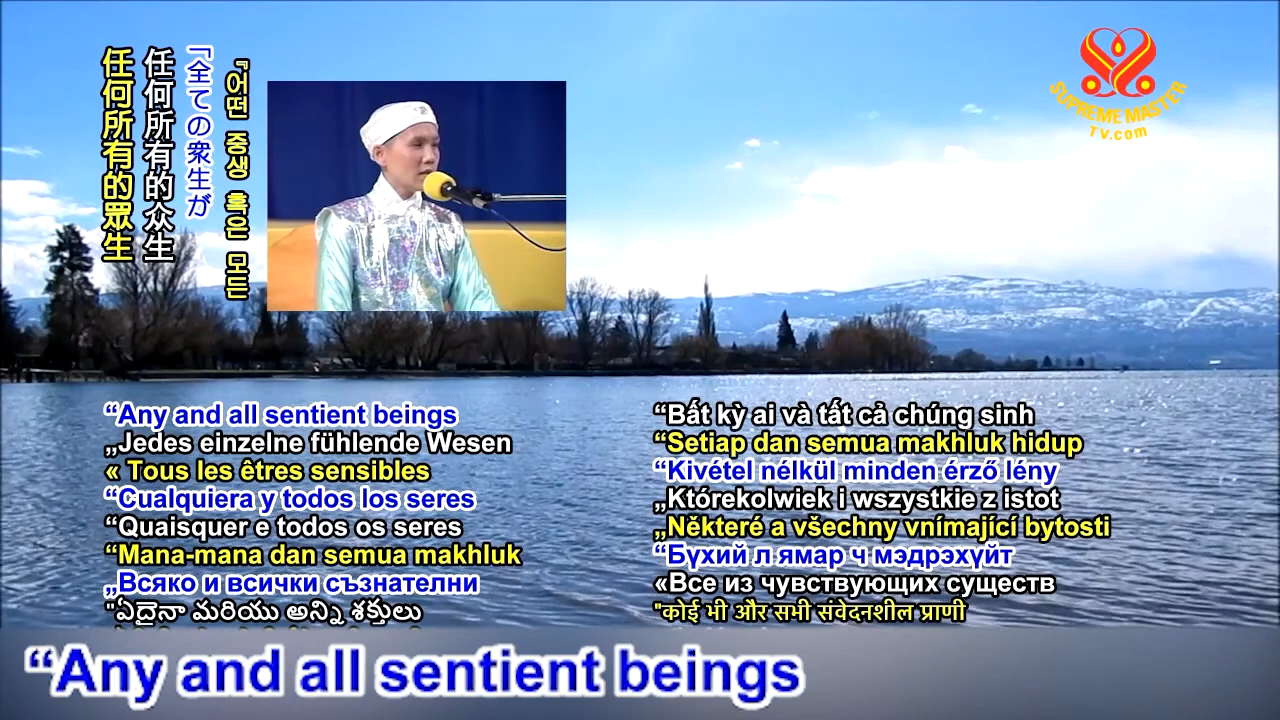 任何所有的眾生
任何所有的众生
「全ての衆生が
『어떤 중생 혹은 모든
SUPREME MASTER
TV.com
“Any and all sentient beings
„Jedes einzelne fühlende Wesen
« Tous les êtres sensibles
“Cualquiera y todos los seres
“Quaisquer e todos os seres
“Mana-mana dan semua makhluk
„Всяко и всички съзнателни
"ఏదైనా మరియు అన్ని శక్తులు
“Bất kỳ ai và tất cả chúng sinh
“Setiap dan semua makhluk hidup
“Kivétel nélkül minden érző lény
„Którekolwiek i wszystkie z istot
„Některé a všechny vnímající bytosti
“Бүхий л ямар ч мэдрэхүйт
«Все из чувствующих существ
"कोई भी और सभी संवेदनशील प्राणी
“Any and all sentient beings